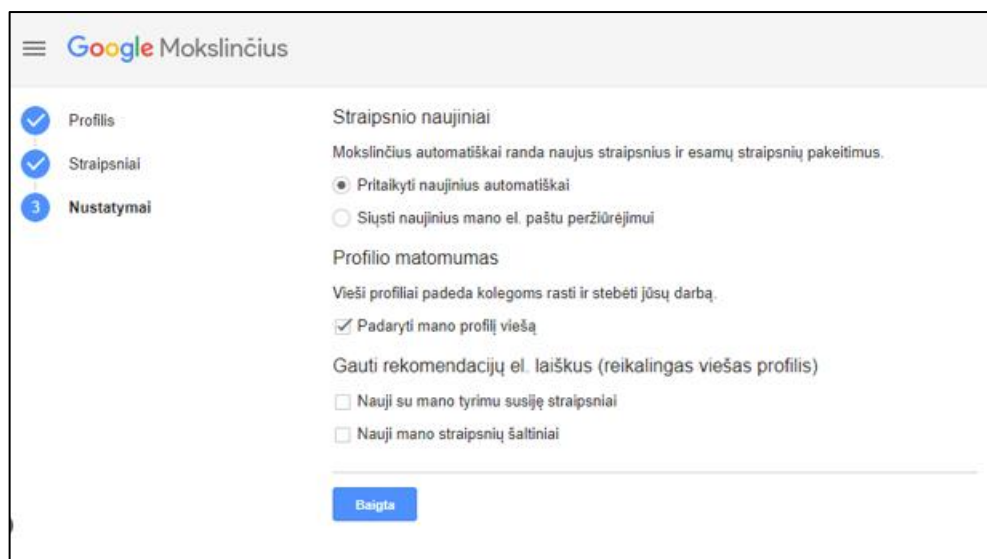 Google Mokslinčius
Profilis
Straipsniai
3 Nustatymai
Straipsnio naujiniai
Mokslinčius automatiškai randa naujus straipsnius ir esamų straipsnių pakeitimus.
Pritaikyti naujinius automatiškai
Siųsti naujinius mano el. paštu peržiūrėjimui
Profilio matomumas
Vieši profiliai padeda kolegoms rasti ir stebėti jūsų darbą.
Padaryti mano profilį viešą
Gauti rekomendacijų el. laiškus (reikalingas viešas profilis)
Nauji su mano tyrimu susiję straipsniai
Nauji mano straipsnių šaltiniai
Baigta